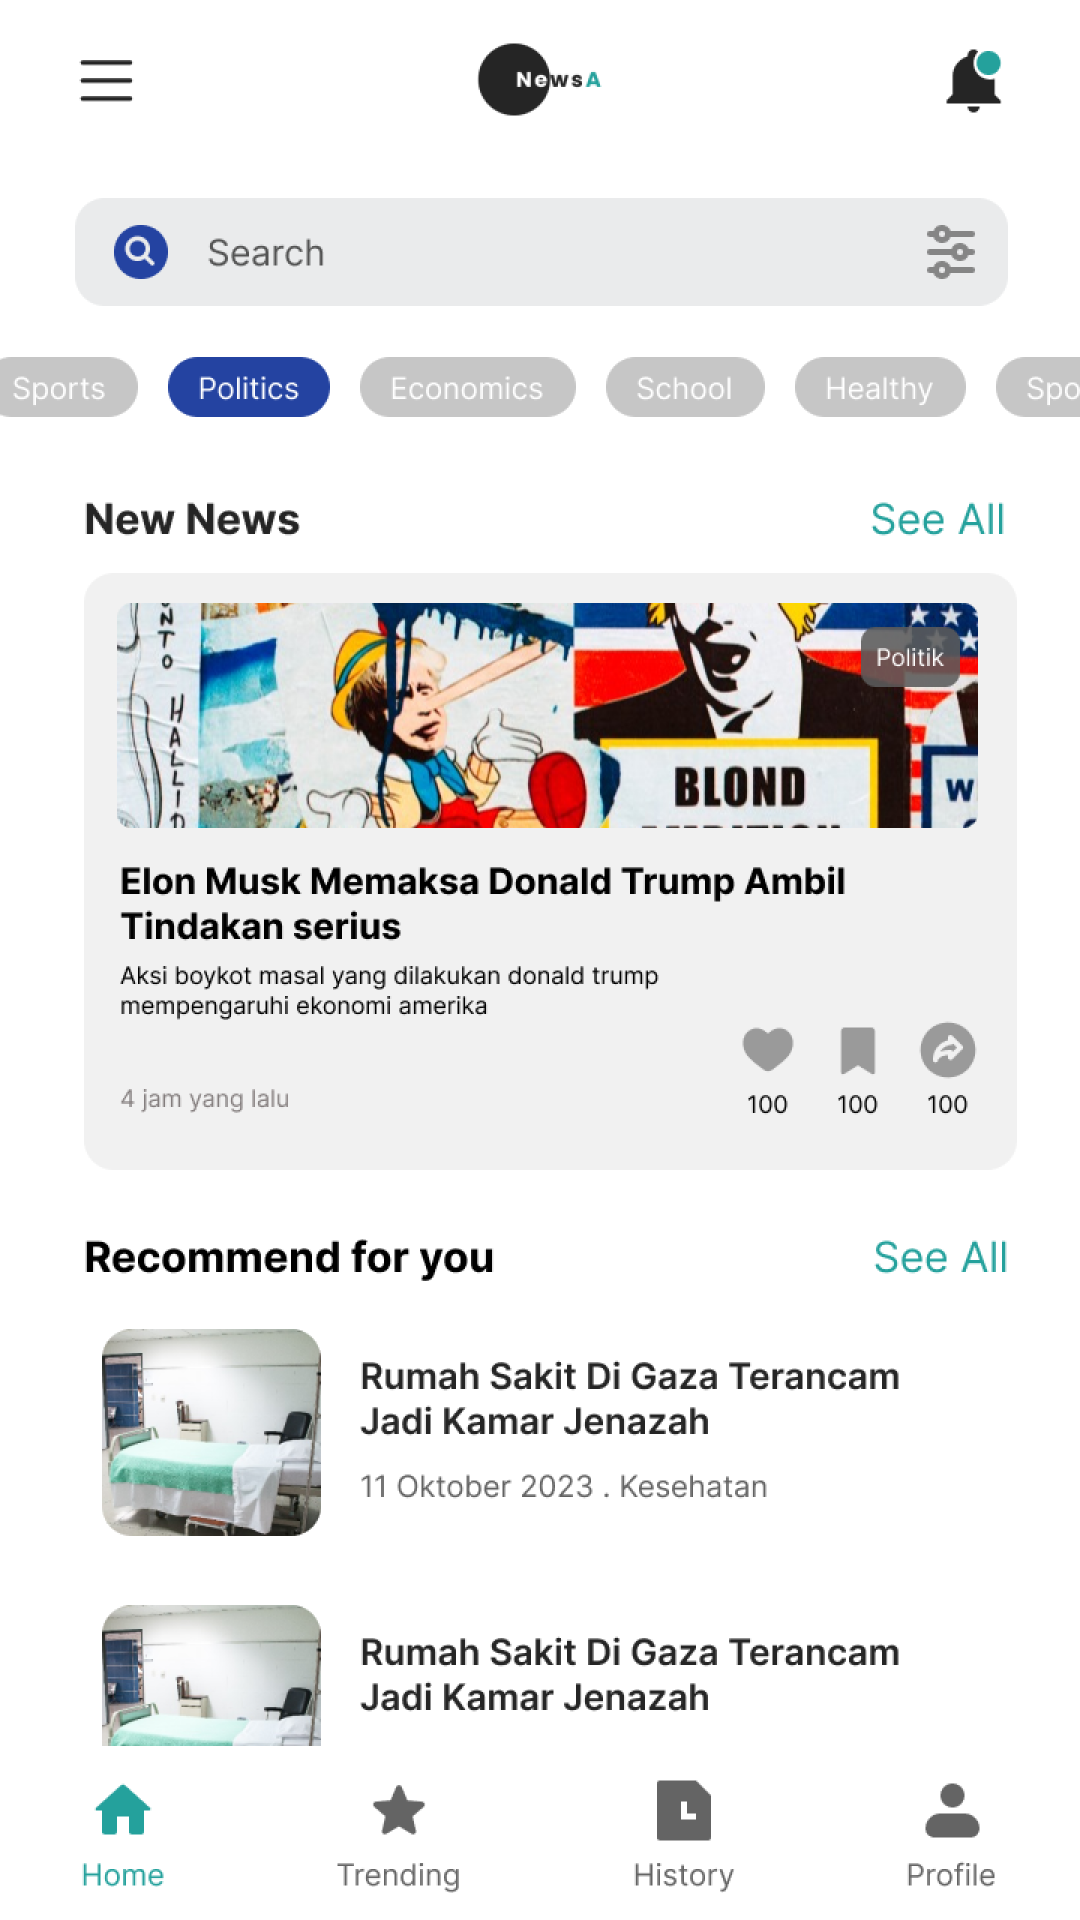 NewsA
Search
Sports
Politics
Economics
School
Healthy
Spo
New News
See All
NTO HALLID
Politik
BLOND
W
Elon Musk Memaksa Donald Trump Ambil
Tindakan serius
Aksi boykot masal yang dilakukan donald trump
mempengaruhi ekonomi amerika
4 jam yang lalu
100
100
100
Recommend for you
See All
Rumah Sakit Di Gaza Terancam
Jadi Kamar Jenazah
11 Oktober 2023 . Kesehatan
Rumah Sakit Di Gaza Terancam
Jadi Kamar Jenazah
Home
Trending
History
Profile